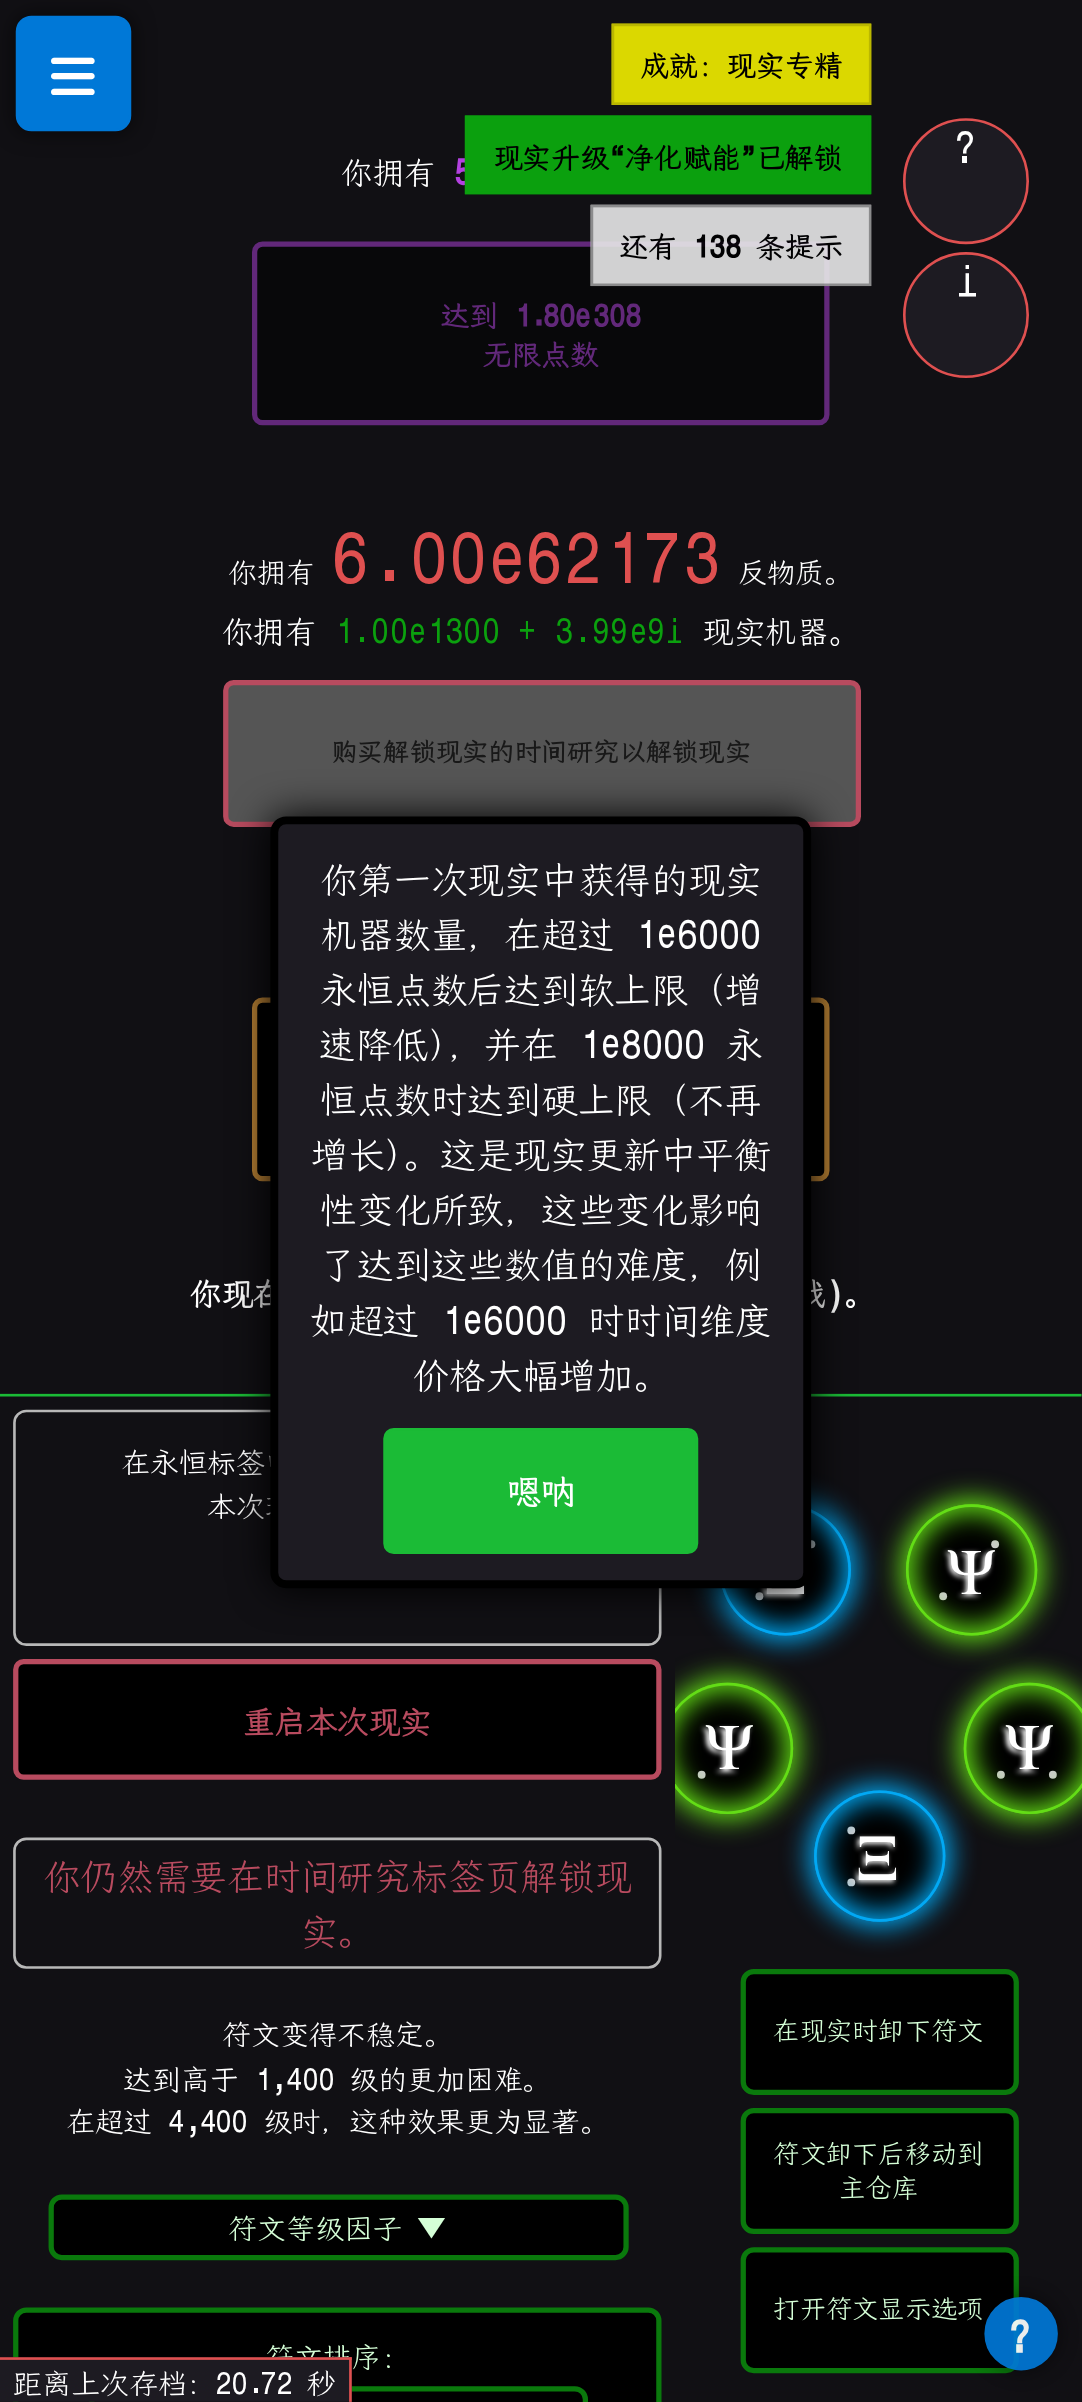 成就：现实专精
现实升级“净化赋能”已解锁
你拥有
还有 138 条提示
?
i
达到 1.80e308
无限点数
你拥有 6.00e62173 反物质。
你拥有 1.00e1300 + 3.99e9i 现实机器。
购买解锁现实的时间研究以解锁现实
你第一次现实中获得的现实
机器数量，在超过 1e6000
永恒点数后达到软上限（增
速降低），并在 1e8000 永
恒点数时达到硬上限（不再
增长）。这是现实更新中平衡
性变化所致，这些变化影响
了达到这些数值的难度，例
如超过 1e6000 时时间维度
价格大幅增加。
嗯呐
你现在
)。
在永恒标签
本次
Ψ
重启本次现实
Ψ
Ψ
Ξ
你仍然需要在时间研究标签页解锁现
实。
符文变得不稳定。
达到高于 1,400 级的更加困难。
在超过 4,400 级时，这种效果更为显著。
在现实时卸下符文
符文卸下后移动到
主仓库
符文等级因子 ▼
打开符文显示选项
?
符文排序：
距离上次存档：20.72 秒